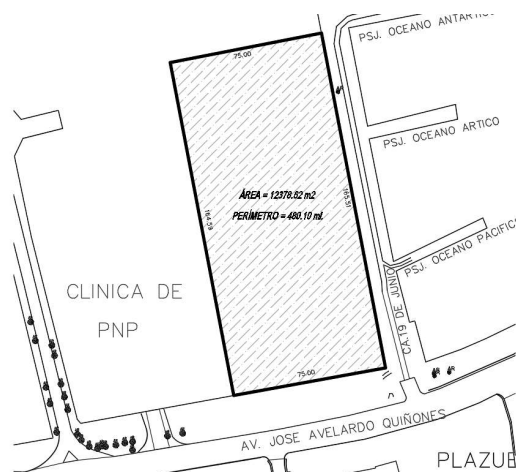 PSJ. OCEANO ANTARTICO
75.00
PSJ. OCEANO ARTICO
ÁREA = 12378.82 m2
165.51
164.59
PERÍMETRO = 480.10 ml.
PSJ. OCEANO PACIFICO
CLINICA DE
PNP
CA.19 DE JUNIO
75.00
AV. JOSE AVELARDO QUIÑONES
PLAZUE